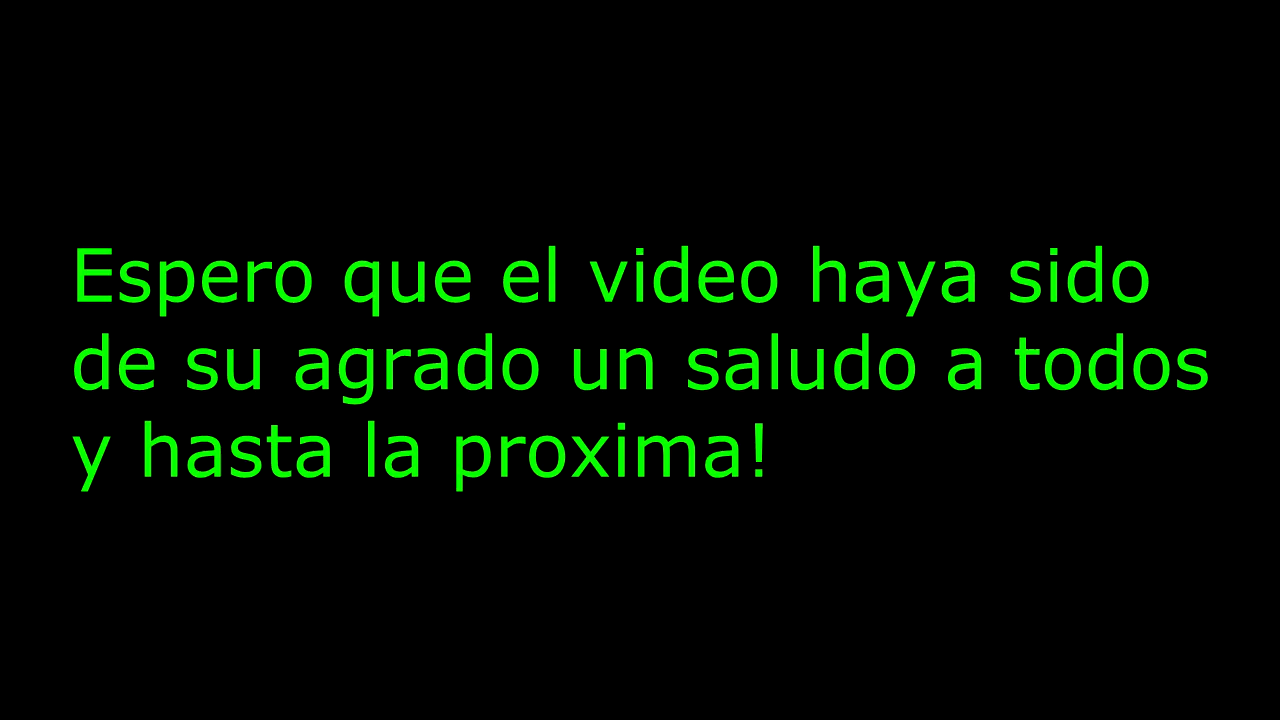 Espero que el video haya sido
de su agrado un saludo a todos
y hasta la proxima!